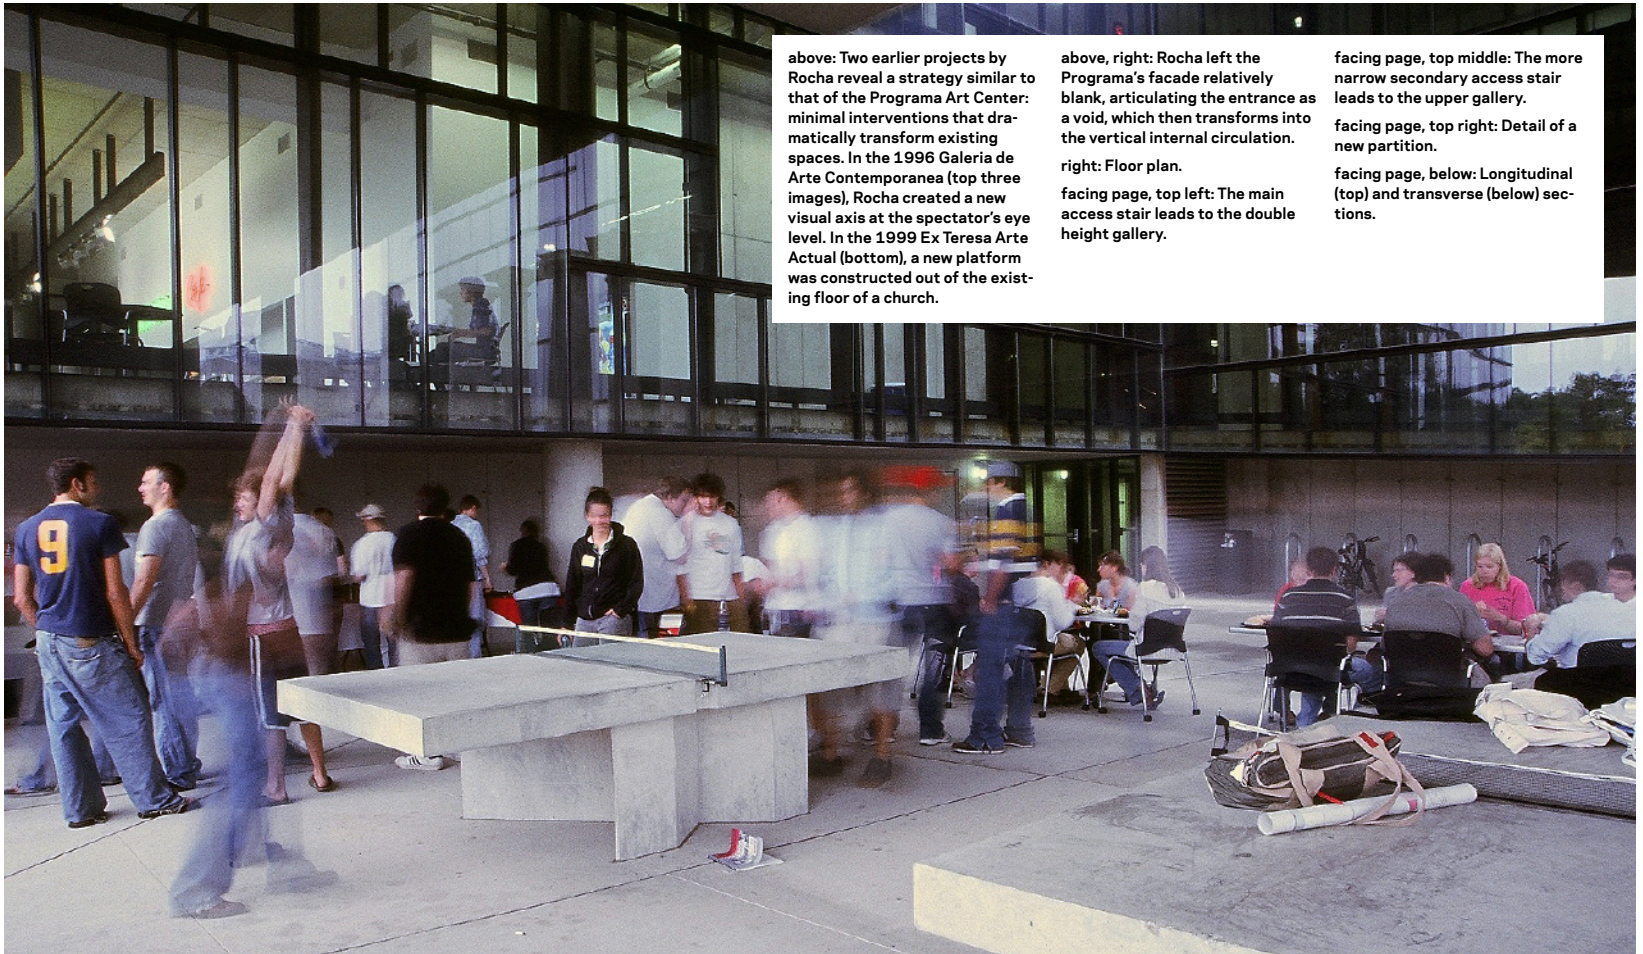 above: Two earlier projects by
Rocha reveal a strategy similar to
that of the Programa Art Center:
minimal interventions that dra-
matically transform existing
spaces. In the 1996 Galeria de
Arte Contemporanea (top three
images), Rocha created a new
visual axis at the spectator's eye
level. In the 1999 Ex Teresa Arte
Actual (bottom), a new platform
was constructed out of the exist-
ing floor of a church.
above, right: Rocha left the
Programa's facade relatively
blank, articulating the entrance as
a void, which then transforms into
the vertical internal circulation.
right: Floor plan.
facing page, top left: The main
access stair leads to the double
height gallery.
facing page, top middle: The more
narrow secondary access stair
leads to the upper gallery.
facing page, top right: Detail of a
new partition.
facing page, below: Longitudinal
(top) and transverse (below) sec-
tions.
9